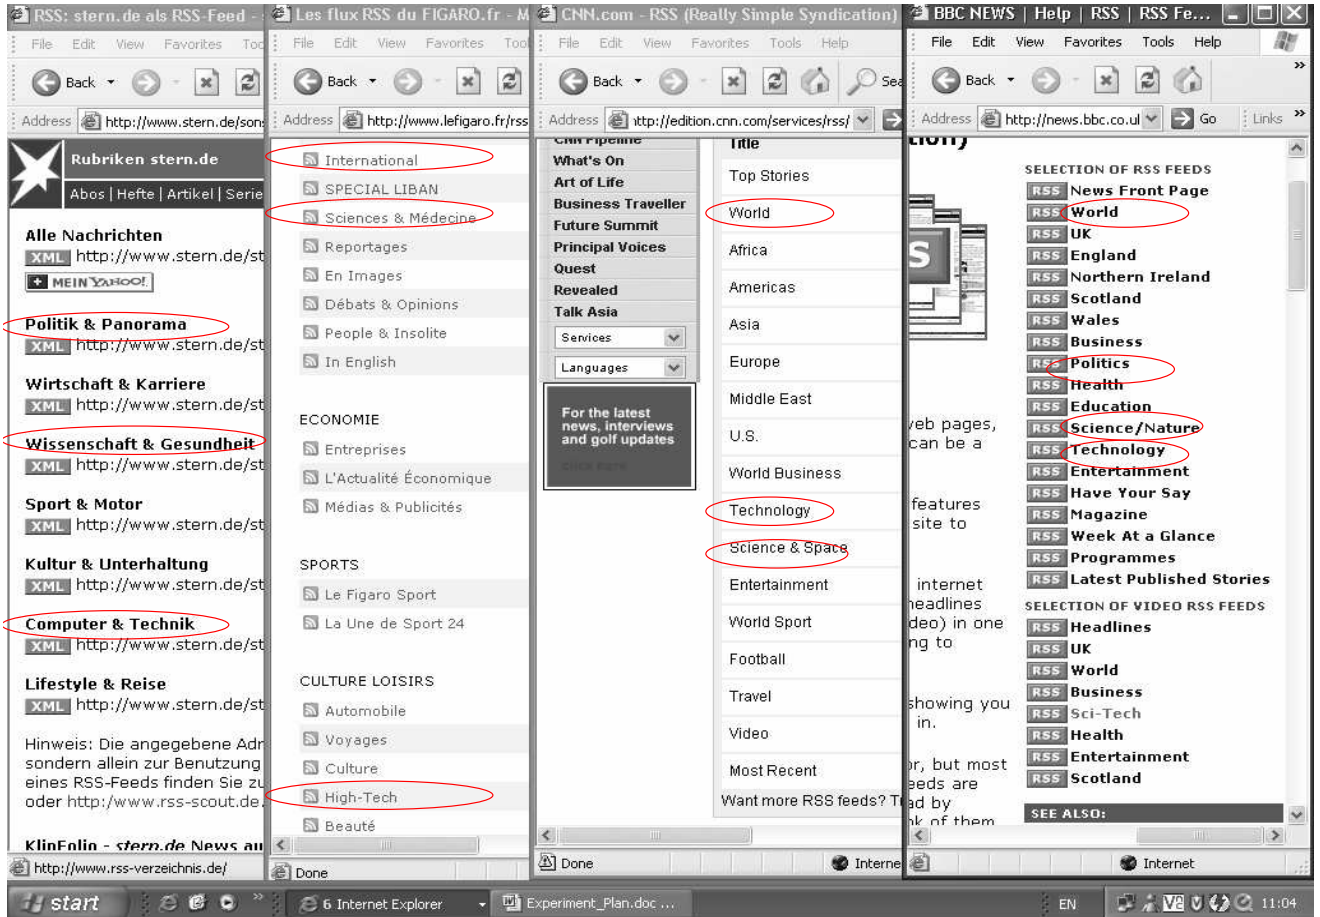 RSS: stern.de als RSS-Feed -
File Edit View Favorites
Back
Address http://www.stern.de/son
Rubriken stern.de
Abos | Hefte | Artikel | Serie
Alle Nachrichten
XML http://www.stern.de/st
MEIN YAHOO!
Politik & Panorama
XML http://www.stern.de/st
Wirtschaft & Karriere
XML http://www.stern.de/st
Wissenschaft & Gesundheit
XML http://www.stern.de/st
Sport & Motor
XML http://www.stern.de/st
Kultur & Unterhaltung
XML http://www.stern.de/st
Computer & Technik
XML http://www.stern.de/st
Lifestyle & Reise
XML http://www.stern.de/st
Hinweis: Die angegebene Adr
sondern allein zur Benutzung
eines RSS-Feeds finden Sie zu
oder http:/www.rss-scout.de.
KlipFolio - stern.de News au
http://www.rss-verzeichnis.de/
Les flux RSS du FIGARO.fr - M
File Edit View Favorites Tool
Back
Address http://www.lefigaro.fr/rss
International
SPECIAL LIBAN
Sciences & Médecine
Reportages
En Images
Débats & Opinions
People & Insolite
In English
ECONOMIE
Entreprises
L'Actualité Économique
Médias & Publicités
SPORTS
Le Figaro Sport
La Une de Sport 24
CULTURE LOISIRS
Automobile
Voyages
Culture
High-Tech
Beauté
Done
CNN.com - RSS (Really Simple Syndication)
File Edit View Favorites Tools Help
Back Sea
Address http://edition.cnn.com/services/rss/
CNN Pipeline
What's On
Art of Life
Business Traveller
Future Summit
Principal Voices
Quest
Revealed
Talk Asia
Services
Languages
For the latest
news, interviews
and golf updates
Title
Top Stories
World
Africa
Americas
Asia
Europe
Middle East
U.S.
World Business
Technology
Science & Space
Entertainment
World Sport
Football
Travel
Video
Most Recent
Want more RSS feeds? Tr
Done Interne
BBC NEWS | Help | RSS | RSS Fe...
File Edit View Favorites Tools Help
Back
Address http://news.bbc.co.ul Go Links
tion)
S
web pages,
can be a
features
site to
internet
headlines
deo) in one
ng to
showing you
in.
or, but most
eeds are
ad by
ok of them
SELECTION OF RSS FEEDS
RSS News Front Page
RSS World
RSS UK
RSS England
RSS Northern Ireland
RSS Scotland
RSS Wales
RSS Business
RSS Politics
RSS Health
RSS Education
RSS Science/Nature
RSS Technology
RSS Entertainment
RSS Have Your Say
RSS Magazine
RSS Week At a Glance
RSS Programmes
RSS Latest Published Stories
SELECTION OF VIDEO RSS FEEDS
RSS Headlines
RSS UK
RSS World
RSS Business
RSS Sci-Tech
RSS Health
RSS Entertainment
RSS Scotland
SEE ALSO:
Internet
start 6 Internet Explorer Experiment_Plan.doc ... EN 11:04